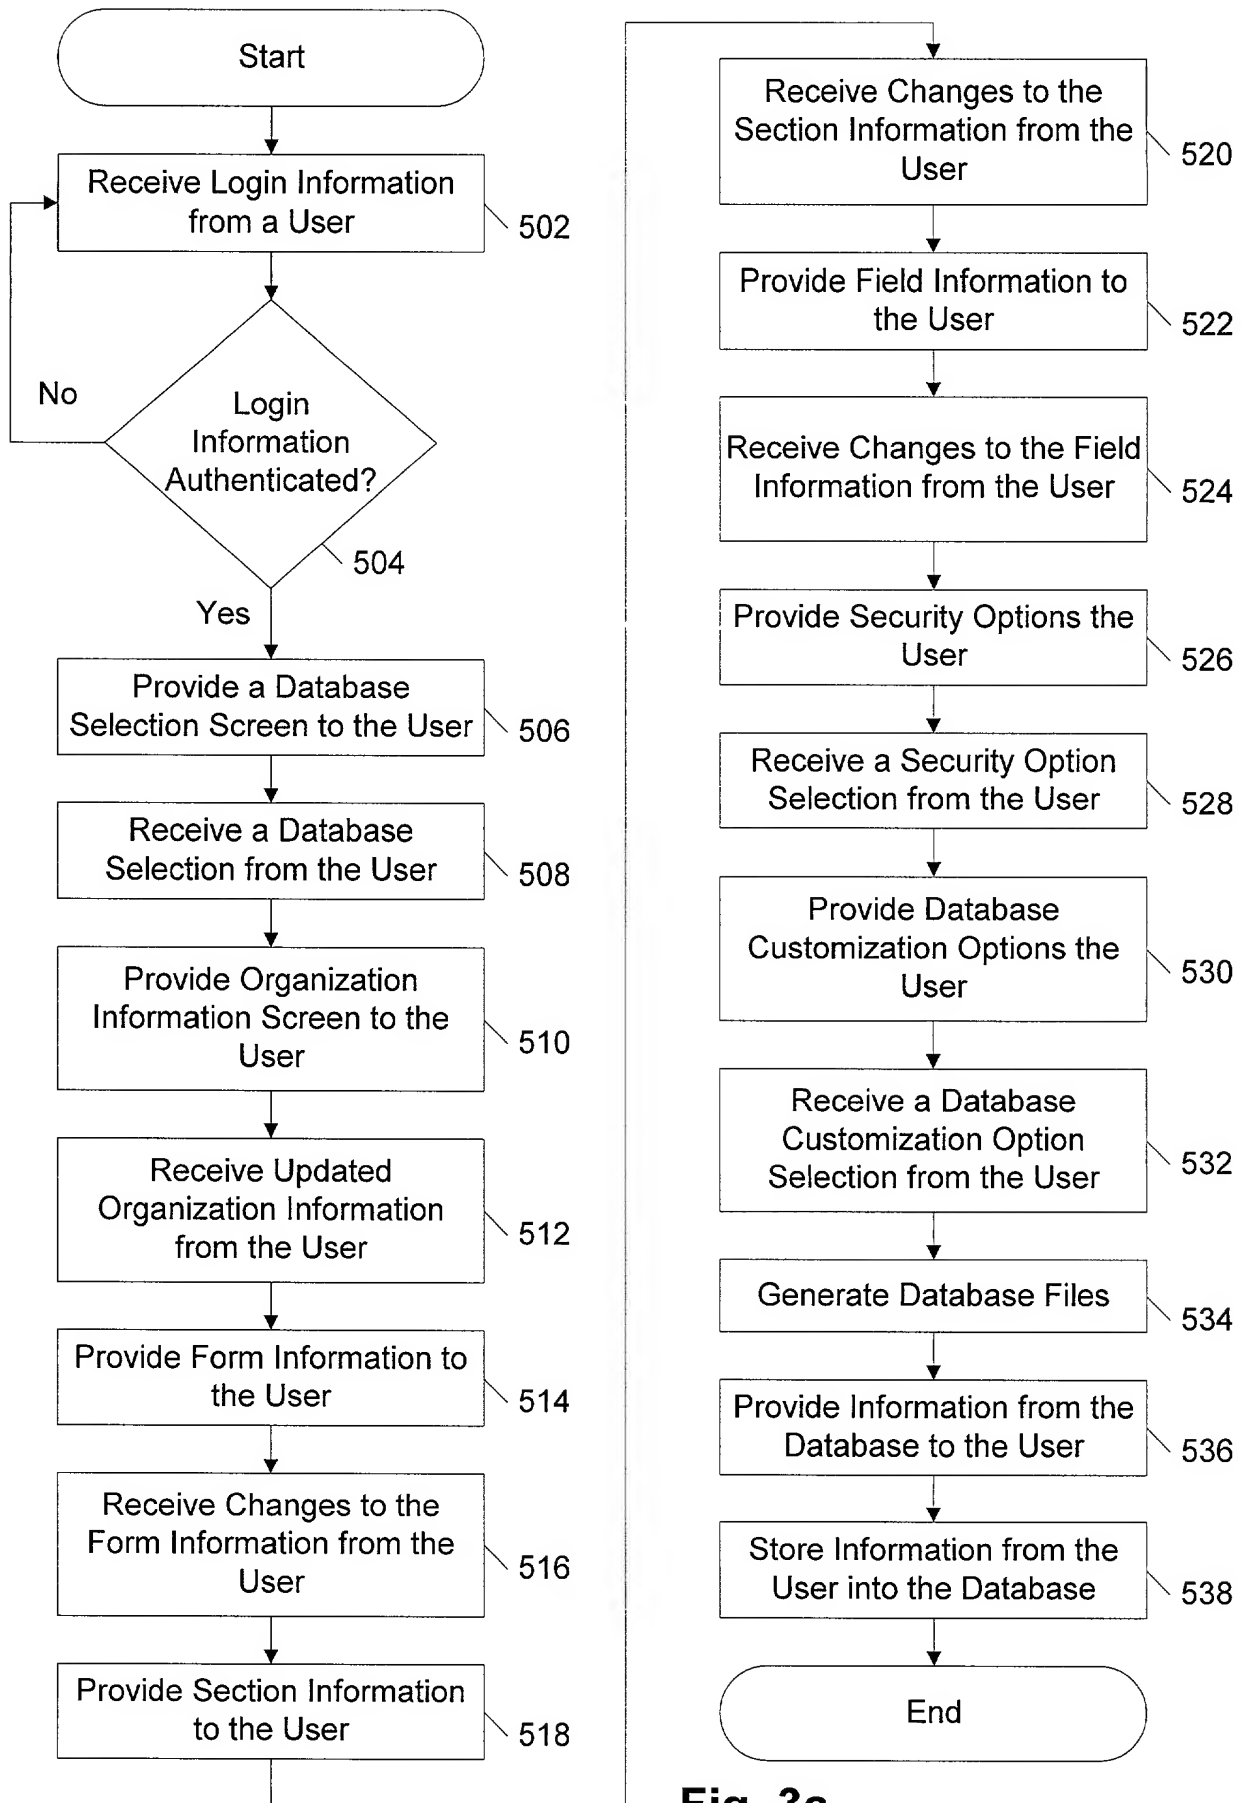 Start
Receive Login Information
from a User
502
No
Login
Information
Authenticated?
504
Yes
Provide a Database
Selection Screen to the User
506
Receive a Database
Selection from the User
508
Provide Organization
Information Screen to the
User
510
Receive Updated
Organization Information
from the User
512
Provide Form Information to
the User
514
Receive Changes to the
Form Information from the
User
516
Provide Section Information
to the User
518
Receive Changes to the
Section Information from the
User
520
Provide Field Information to
the User
522
Receive Changes to the Field
Information from the User
524
Provide Security Options the
User
526
Receive a Security Option
Selection from the User
528
Provide Database
Customization Options the
User
530
Receive a Database
Customization Option
Selection from the User
532
Generate Database Files
534
Provide Information from the
Database to the User
536
Store Information from the
User into the Database
538
End
Fig.